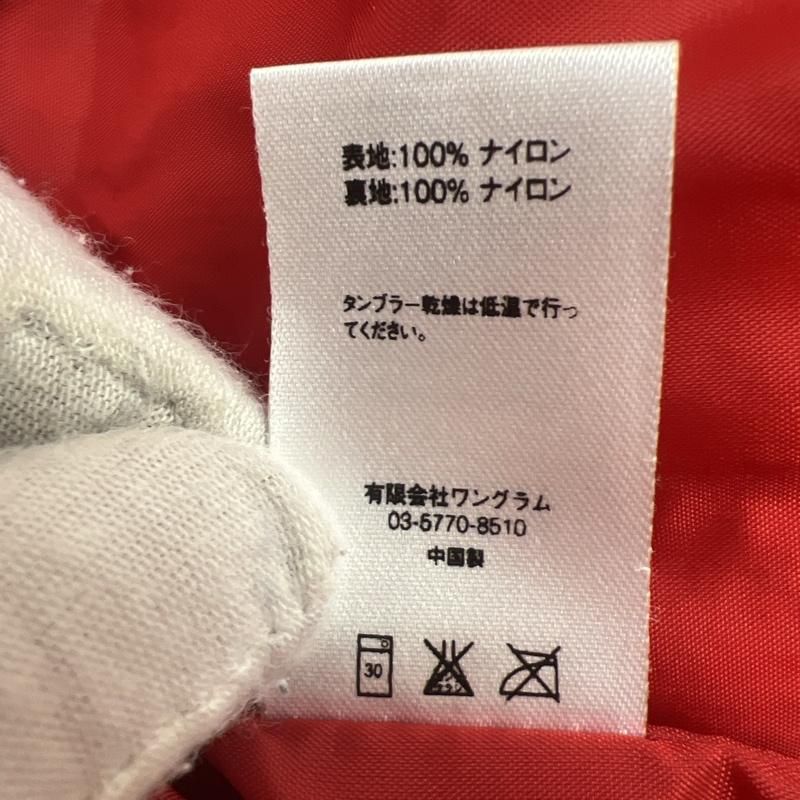 表地:100% ナイロン
裏地:100% ナイロン
タンブラー乾燥は低温で行っ
てください。
有限会社ワングラム
03-5770-8510
中国製
30